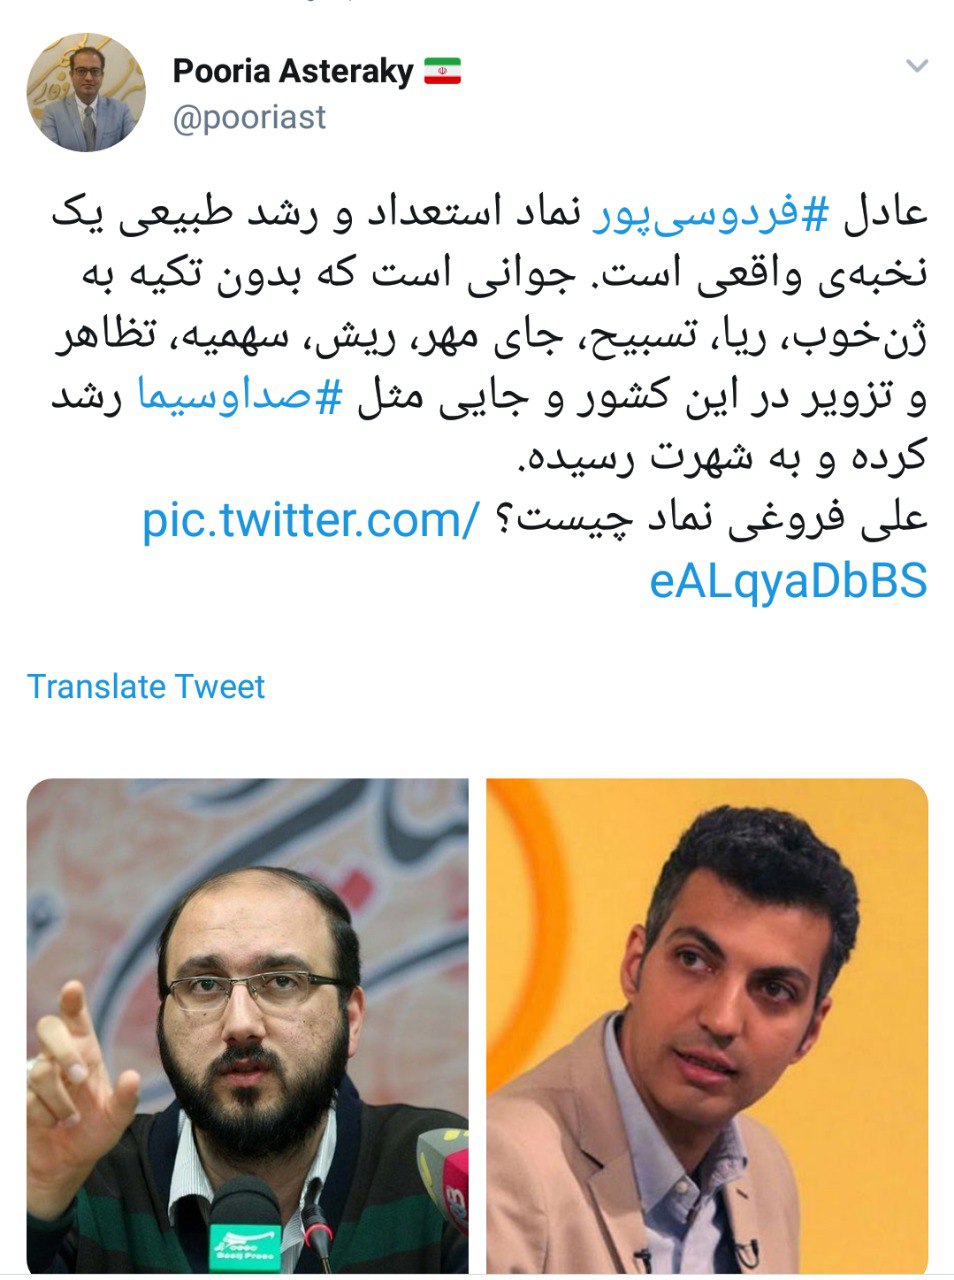 Pooria Asteraky
@pooriast
عادل #فردوسی‌پور نماد استعداد و رشد طبیعی یک
نخبه‌ی واقعی است. جوانی است که بدون تکیه به
ژن‌خوب، ریا، تسبیح، جای مهر، ریش، سهمیه، تظاهر
و تزویر در این کشور و جایی مثل #صداوسیما رشد
کرده و به شهرت رسیده.
علی فروغی نماد چیست؟ pic.twitter.com/
eALqyaDbBS
Translate Tweet
Basij Press